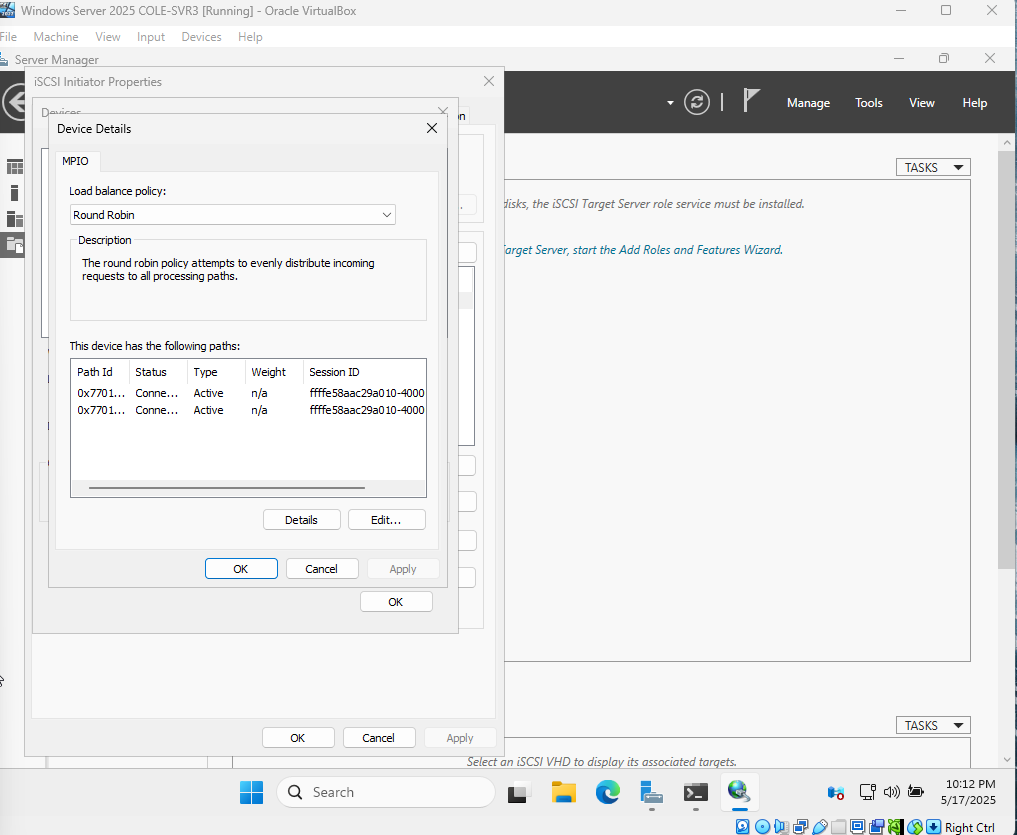 Windows Server 2025 COLE-SVR3 [Running] - Oracle VirtualBox
File Machine View Input Devices Help
Server Manager
iSCSI Initiator Properties
Manage Tools View Help
Devices
Device Details
MPIO
Load balance policy:
Round Robin
Description
The round robin policy attempts to evenly distribute incoming
requests to all processing paths.
This device has the following paths:
Path Id Status Type Weight Session ID
0x7701... Conne... Active n/a ffffe58aac29a010-4000
0x7701... Conne... Active n/a ffffe58aac29a010-4000
Details Edit...
OK Cancel Apply
OK
OK Cancel Apply
TASKS
disks, the iSCSI Target Server role service must be installed.
arget Server, start the Add Roles and Features Wizard.
TASKS
Select an iSCSI VHD to display its associated targets.
Search
10:12 PM
5/17/2025
Right Ctrl